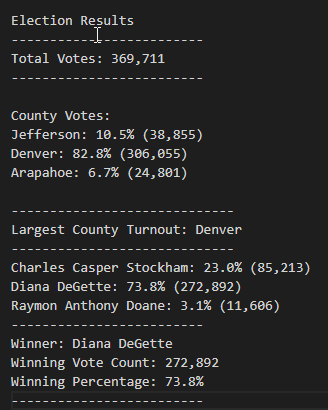 Election Results
-------------------------
Total Votes: 369,711
-------------------------
County Votes:
Jefferson: 10.5% (38,855)
Denver: 82.8% (306,055)
Arapahoe: 6.7% (24,801)
-----------------------------
Largest County Turnout: Denver
-----------------------------
Charles Casper Stockham: 23.0% (85,213)
Diana DeGette: 73.8% (272,892)
Raymon Anthony Doane: 3.1% (11,606)
-------------------------
Winner: Diana DeGette
Winning Vote Count: 272,892
Winning Percentage: 73.8%
-------------------------